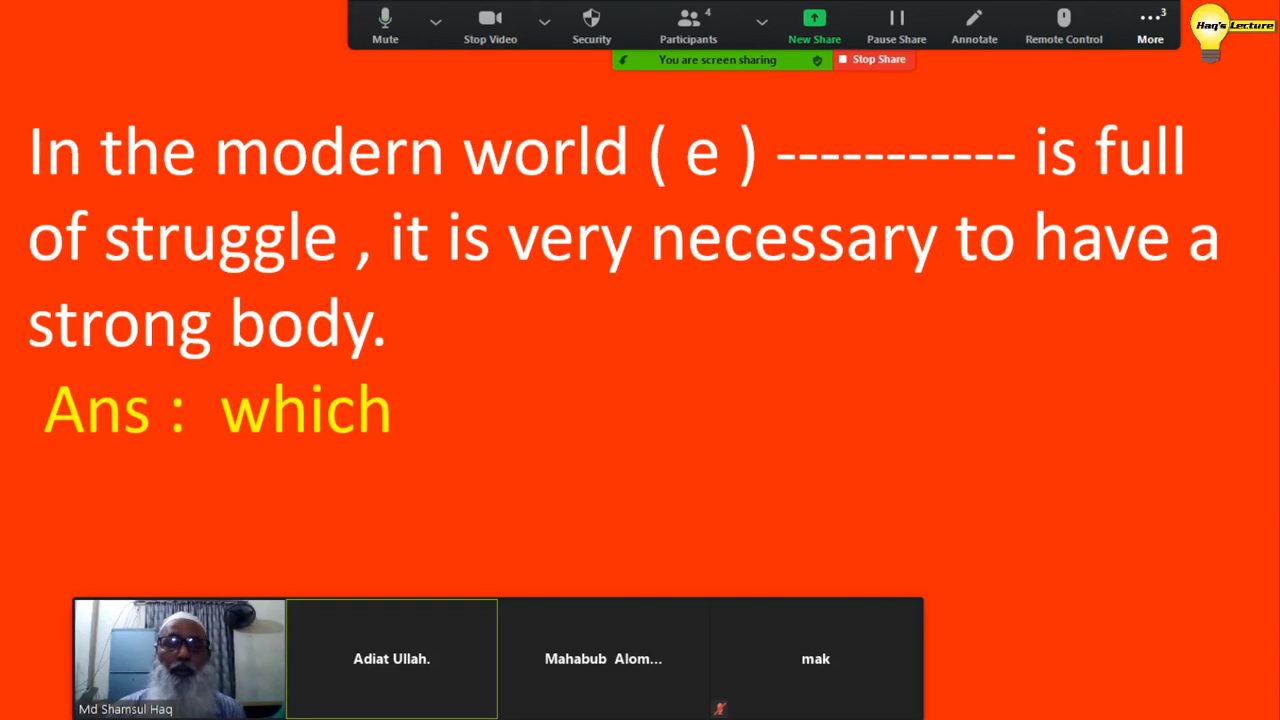 Mute
Stop Video
Security
Participants
4
New Share
Pause Share
Annotate
Remote Control
More
3
Haq's Lecture
You are screen sharing
Stop Share
In the modern world ( e ) ----------- is full
of struggle , it is very necessary to have a
strong body.
Ans : which
Md Shamsul Haq
Adiat Ullah.
Mahabub Alom...
mak